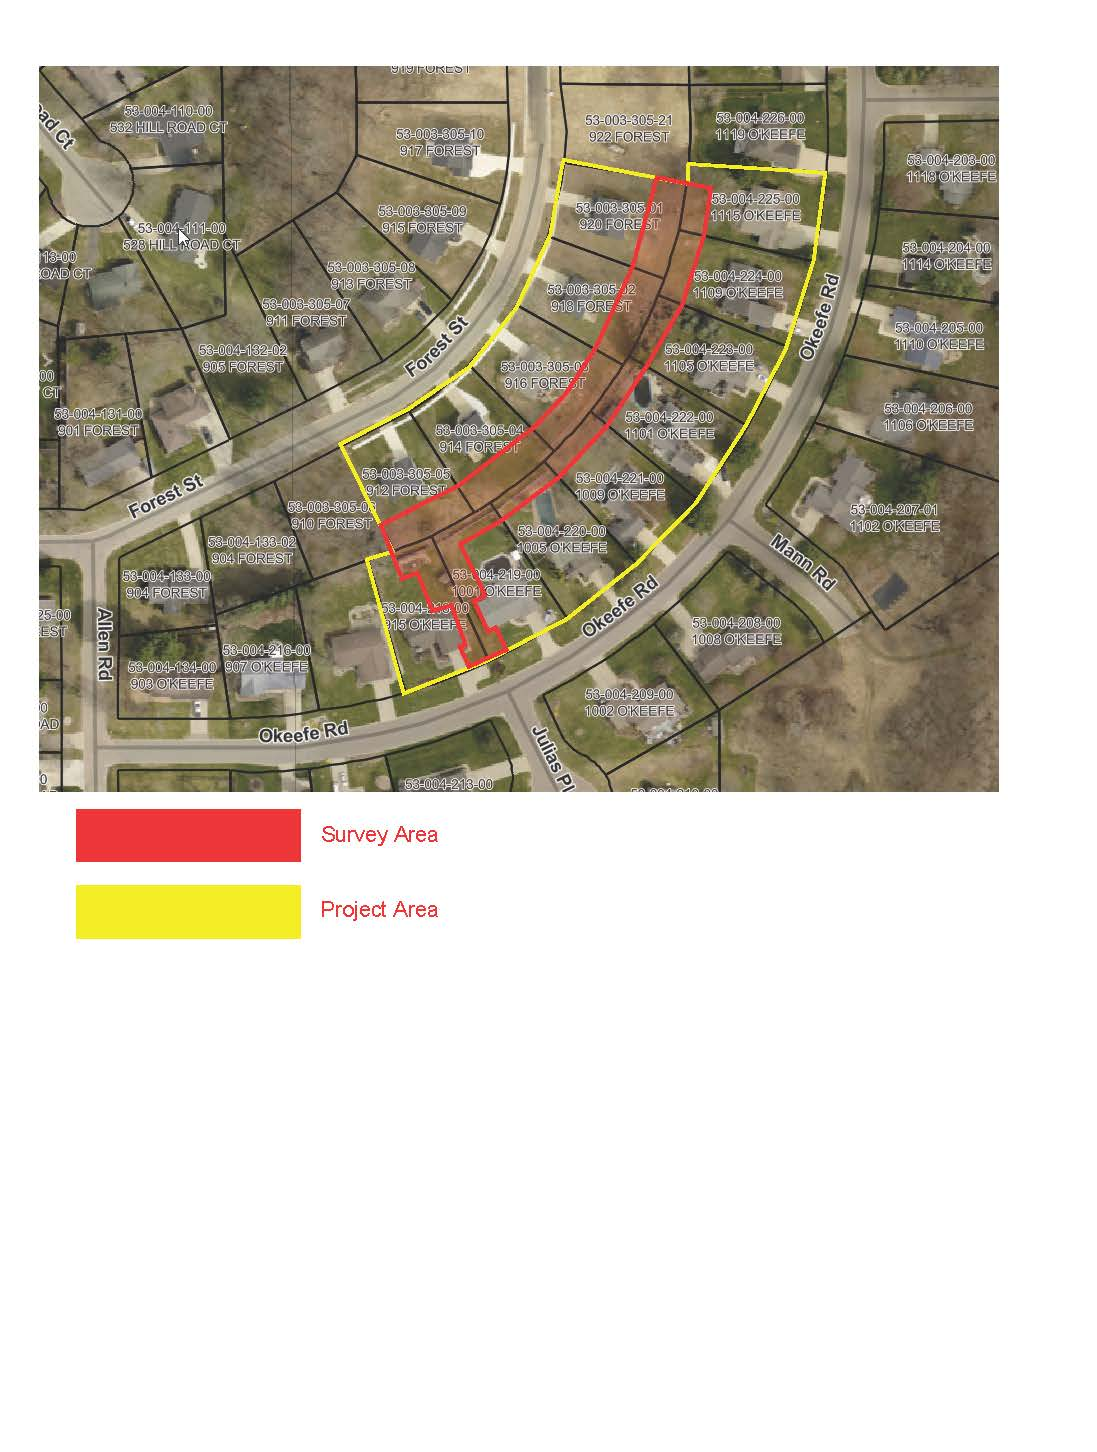 919 FOREST
53-004-110-00
532 HILL ROAD CT
53-003-305-10
917 FOREST
53-003-305-21
922 FOREST
53-004-226-00
1119 O'KEEFE
53-004-203-00
1118 O'KEEFE
53-004-111-00
528 HILL ROAD CT
53-003-305-09
915 FOREST
53-003-305-01
920 FOREST
53-004-225-00
1115 O'KEEFE
53-004-204-00
1114 O'KEEFE
13-00
OAD CT
53-003-305-08
913 FOREST
53-003-305-02
918 FOREST
53-004-224-00
1109 O'KEEFE
53-003-305-07
911 FOREST
Forest St
Okeefe Rd
53-004-205-00
1110 O'KEEFE
53-004-132-02
905 FOREST
916 FOREST
53-004-223-00
1105 O'KEEFE
00
CT
53-004-131-00
901 FOREST
53-003-305-04
914 FOREST
53-004-222-00
1101 O'KEEFE
53-004-206-00
1106 O'KEEFE
Forest St
53-003-305-05
912 FOREST
53-004-221-00
1009 O'KEEFE
910 FOREST
53-004-207-01
1102 O'KEEFE
53-004-133-02
904 FOREST
53-004-220-00
1005 O'KEEFE
Mann Rd
53-004-133-00
904 FOREST
53-004-219-00
1001 O'KEEFE
25-00
EST
Allen Rd
915 O'KEEFE
Okeefe Rd
53-004-208-00
1008 O'KEEFE
53-004-216-00
907 O'KEEFE
53-004-134-00
903 O'KEEFE
53-004-209-00
1002 O'KEEFE
0
AD
Okeefe Rd
Julias Pl
53-004-213-00
Survey Area
Project Area